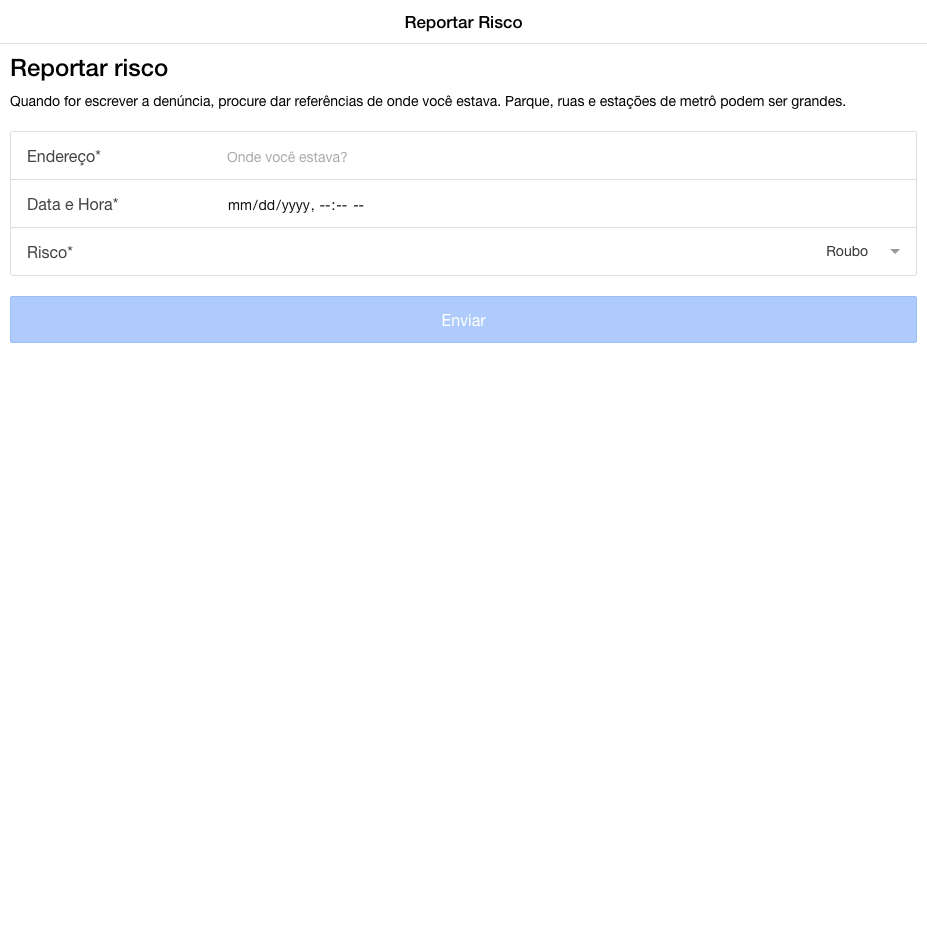 Reportar Risco
Reportar risco
Quando for escrever a denúncia, procure dar referências de onde você estava. Parque, ruas e estações de metrô podem ser grandes.
Endereço* Onde você estava?
Data e Hora* mm/dd/yyyy, --:-- --
Risco* Roubo
Enviar